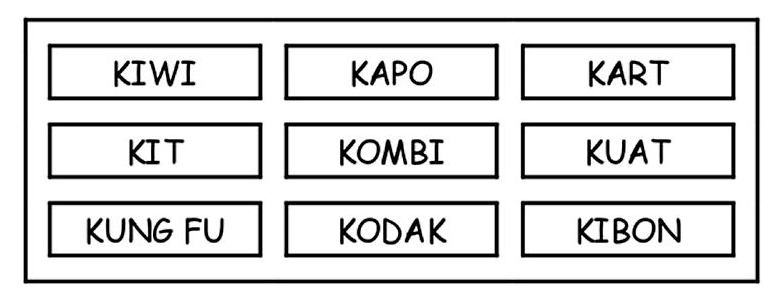 KIWI KAPO KART
KIT KOMBI KUAT
KUNG FU KODAK KIBON